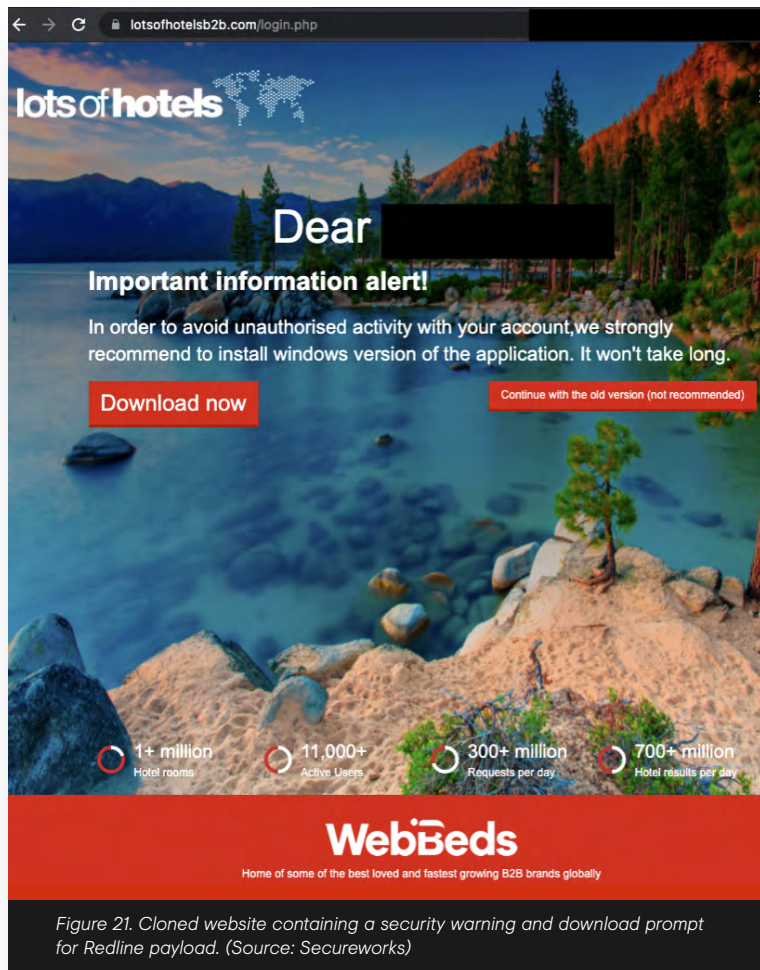 lotsofhotelsb2b.com/login.php
lotsofhotels
Dear
Important information alert!
In order to avoid unauthorised activity with your account,we strongly
recommend to install windows version of the application. It won't take long.
Download now
Continue with the old version (not recommended)
1+ million
Hotel rooms
11,000+
Active Users
300+ million
Requests per day
700+ million
Hotel results per day
WebBeds
Home of some of the best loved and fastest growing B2B brands globally
Figure 21. Cloned website containing a security warning and download prompt
for Redline payload. (Source: Secureworks)